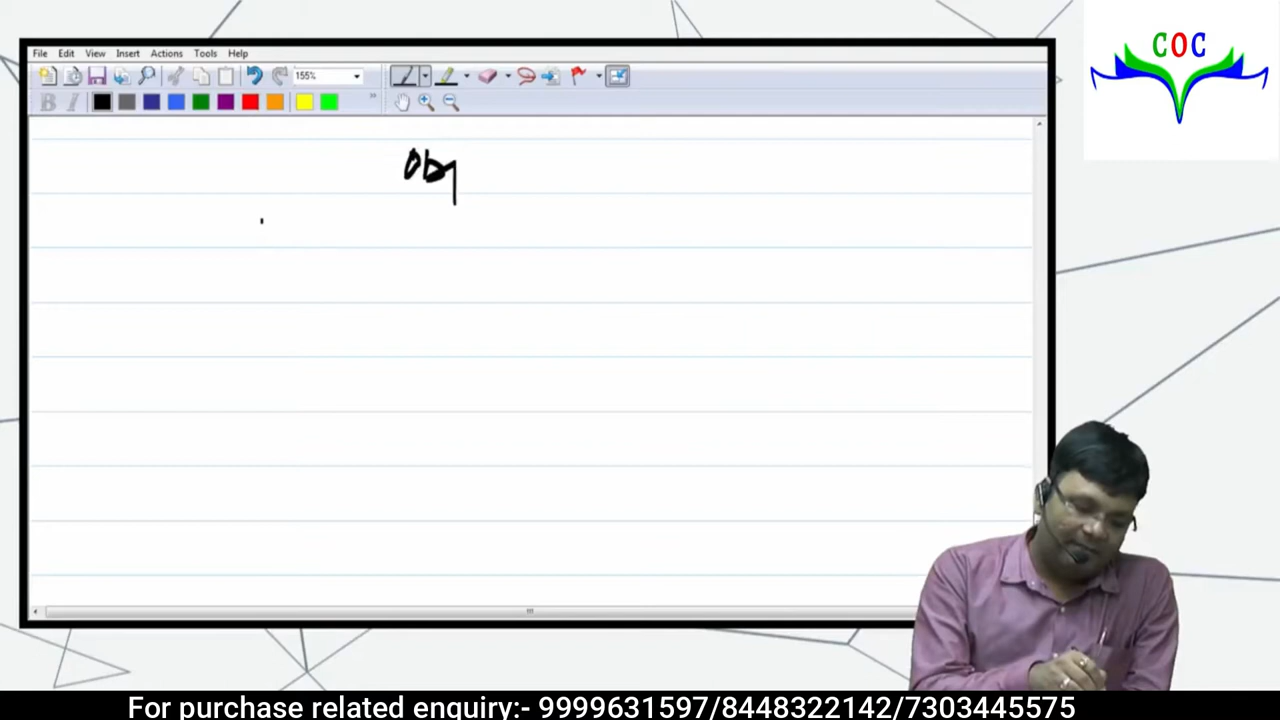 COC
File Edit View Insert Actions Tools Help
155%
B I
Obj
For purchase related enquiry:- 9999631597/8448322142/7303445575